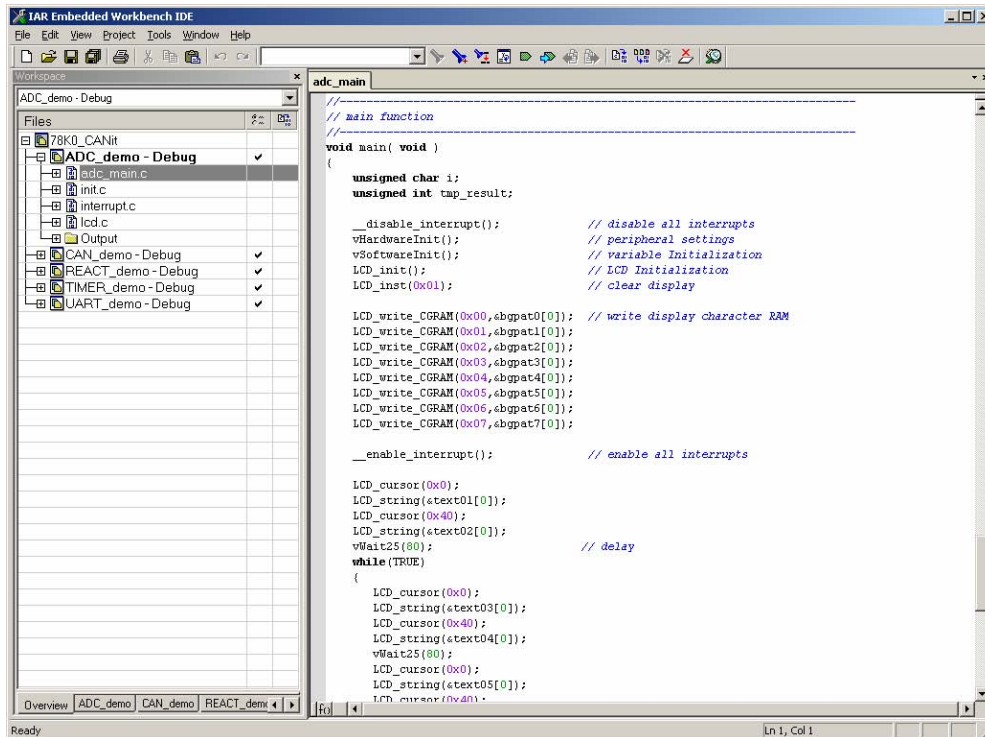 IAR Embedded Workbench IDE
File Edit View Project Tools Window Help
Workspace
ADC_demo - Debug
Files
78K0_CANit
ADC_demo - Debug
adc_main.c
init.c
interrupt.c
lcd.c
Output
CAN_demo - Debug
REACT_demo - Debug
TIMER_demo - Debug
UART_demo - Debug
Overview ADC_demo CAN_demo REACT_demo
adc_main
//------------------------------------------------------------------------------
// main function
//------------------------------------------------------------------------------
void main( void )
{
unsigned char i;
unsigned int tmp_result;
__disable_interrupt(); // disable all interrupts
vHardwareInit(); // peripheral settings
vSoftwareInit(); // variable Initialization
LCD_init(); // LCD Initialization
LCD_inst(0x01); // clear display
LCD_write_CGRAM(0x00,&bgpat0[0]); // write display character RAM
LCD_write_CGRAM(0x01,&bgpat1[0]);
LCD_write_CGRAM(0x02,&bgpat2[0]);
LCD_write_CGRAM(0x03,&bgpat3[0]);
LCD_write_CGRAM(0x04,&bgpat4[0]);
LCD_write_CGRAM(0x05,&bgpat5[0]);
LCD_write_CGRAM(0x06,&bgpat6[0]);
LCD_write_CGRAM(0x07,&bgpat7[0]);
__enable_interrupt(); // enable all interrupts
LCD_cursor(0x0);
LCD_string(&text01[0]);
LCD_cursor(0x40);
LCD_string(&text02[0]);
vWait25(80); // delay
while(TRUE)
{
LCD_cursor(0x0);
LCD_string(&text03[0]);
LCD_cursor(0x40);
LCD_string(&text04[0]);
vWait25(80);
LCD_cursor(0x0);
LCD_string(&text05[0]);
LCD_cursor(0x40);
fo
Ready
Ln 1, Col 1